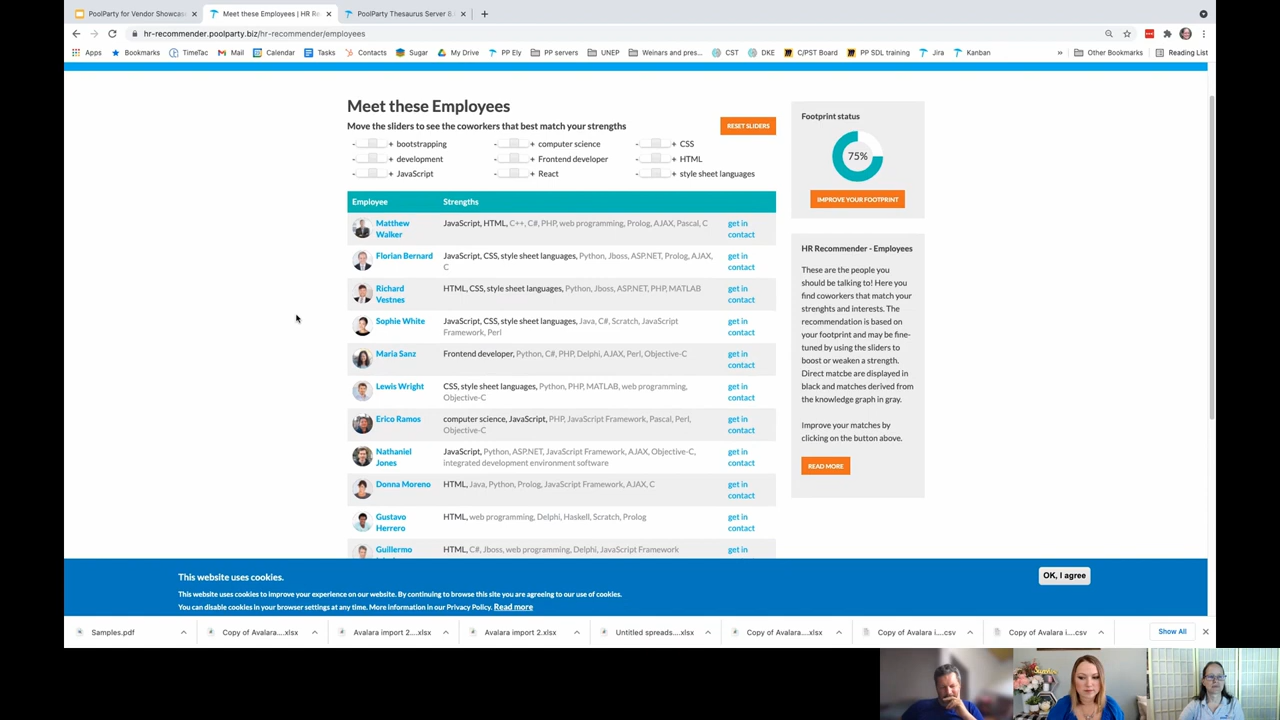 PoolParty for Vendor Showcas
Meet these Employees | HR Re
PoolParty Thesaurus Server 8.
hr-recommender.poolparty.biz/hr-recommender/employees
Apps
Bookmarks
TimeTac
Mail
Calendar
Tasks
Contacts
Sugar
My Drive
PP Ely
PP servers
UNEP
Weinars and pres...
CST
DKE
C/PST Board
PP SDL training
Jira
Kanban
»
Other Bookmarks
Reading List
Meet these Employees
Move the sliders to see the coworkers that best match your strengths
RESET SLIDERS
- + bootstrapping
- + computer science
- + CSS
- + development
- + Frontend developer
- + HTML
- + JavaScript
- + React
- + style sheet languages
Employee Strengths
Matthew
Walker
JavaScript, HTML, C++, C#, PHP, web programming, Prolog, AJAX, Pascal, C
get in
contact
Florian Bernard
JavaScript, CSS, style sheet languages, Python, Jboss, ASP.NET, Prolog, AJAX,
C
get in
contact
Richard
Vestnes
HTML, CSS, style sheet languages, Python, Jboss, ASP.NET, PHP, MATLAB
get in
contact
Sophie White
JavaScript, CSS, style sheet languages, Java, C#, Scratch, JavaScript
Framework, Perl
get in
contact
Maria Sanz
Frontend developer, Python, C#, PHP, Delphi, AJAX, Perl, Objective-C
get in
contact
Lewis Wright
CSS, style sheet languages, Python, PHP, MATLAB, web programming,
Objective-C
get in
contact
Erico Ramos
computer science, JavaScript, PHP, JavaScript Framework, Pascal, Perl,
Objective-C
get in
contact
Nathaniel
Jones
JavaScript, Python, ASP.NET, JavaScript Framework, AJAX, Objective-C,
integrated development environment software
get in
contact
Donna Moreno
HTML, Java, Python, Prolog, JavaScript Framework, AJAX, C
get in
contact
Gustavo
Herrero
HTML, web programming, Delphi, Haskell, Scratch, Prolog
get in
contact
Guillermo
HTML, C#, Jboss, web programming, Delphi, JavaScript Framework
get in
Footprint status
75%
IMPROVE YOUR FOOTPRINT
HR Recommender - Employees
These are the people you
should be talking to! Here you
find coworkers that match your
strenghts and interests. The
recommendation is based on
your footprint and may be fine-
tuned by using the sliders to
boost or weaken a strength.
Direct matcbe are displayed in
black and matches derived from
the knowledge graph in gray.
Improve your matches by
clicking on the button above.
READ MORE
This website uses cookies.
This website uses cookies to improve your experience on our website. By continuing to browse this site you are agreeing to our use of cookies.
You can disable cookies in your browser settings at any time. More information in our Privacy Policy. Read more
OK, I agree
Samples.pdf
Copy of Avalara....xlsx
Avalara import 2....xlsx
Avalara import 2.xlsx
Untitled spreads....xlsx
Copy of Avalara....xlsx
Copy of Avalara i....csv
Copy of Avalara i....csv
Show All